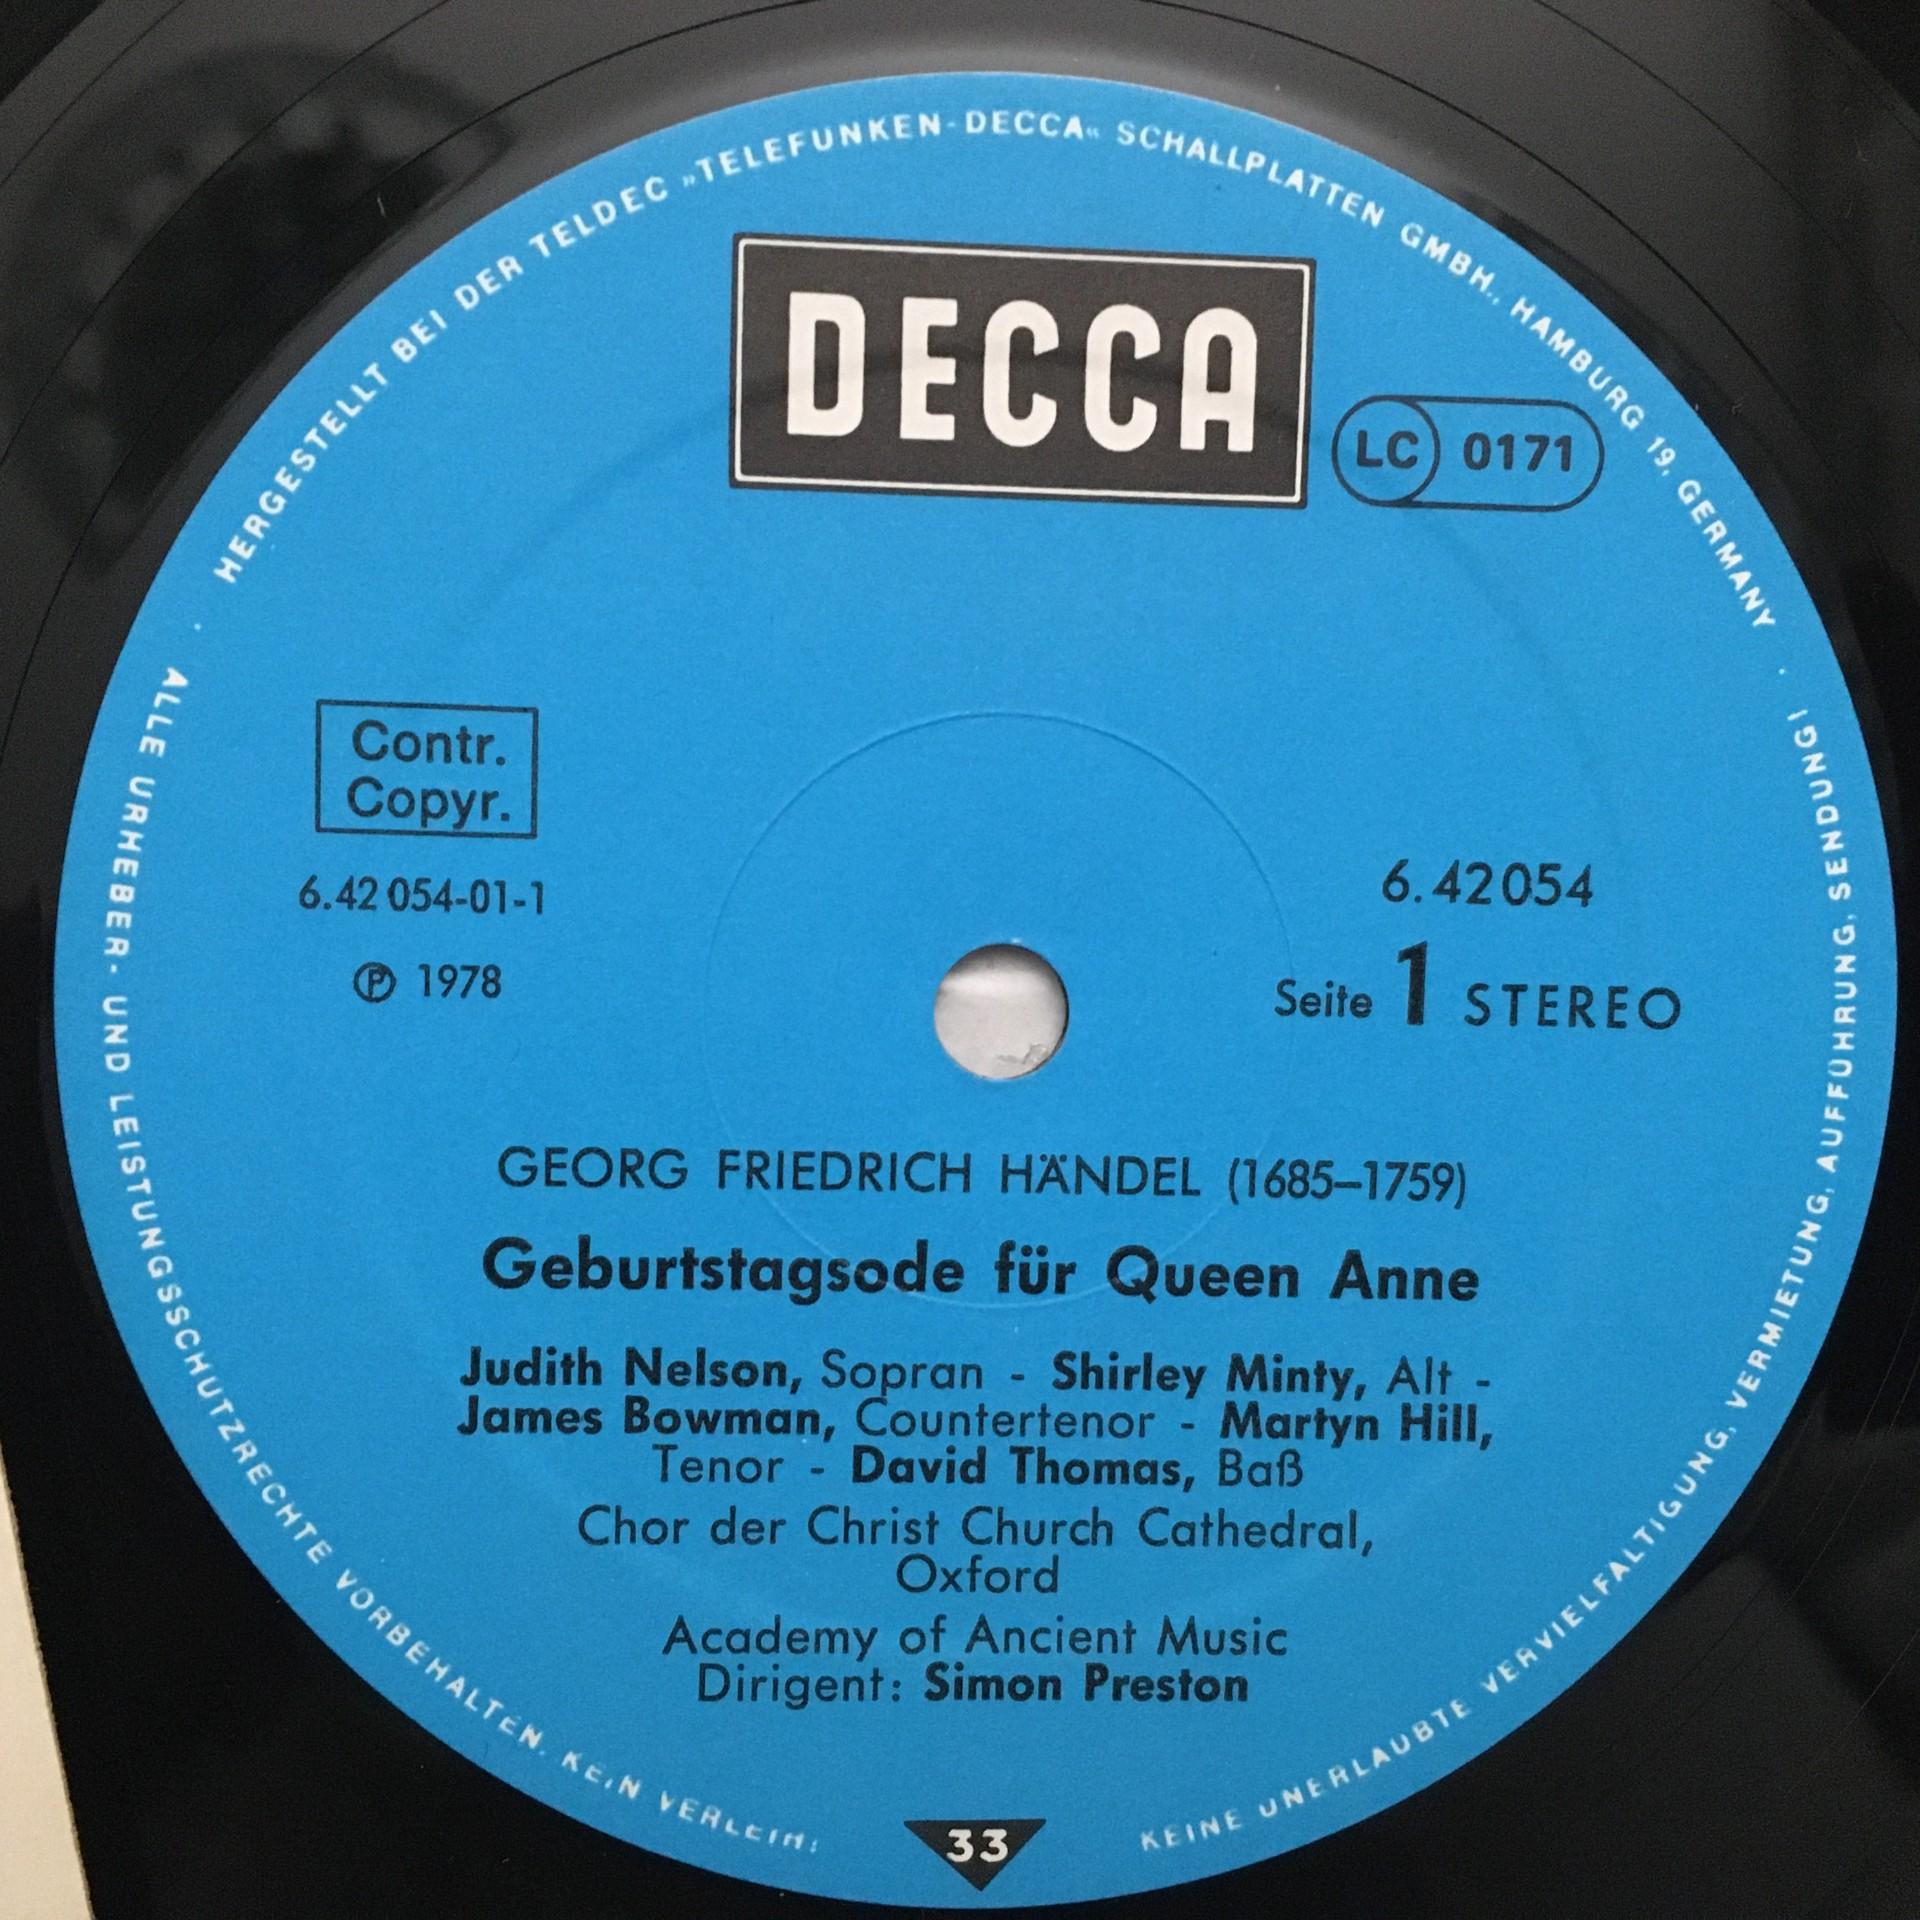 HERGESTELLT BEI DER TELDEC »TELEFUNKEN-DECCA« SCHALLPLATTEN GMBH., HAMBURG 19, GERMANY ·
DECCA
LC 0171
Contr.
Copyr.
6.42 054-01-1
℗ 1978
6.42054
Seite 1 STEREO
GEORG FRIEDRICH HÄNDEL (1685–1759)
Geburtstagsode für Queen Anne
Judith Nelson, Sopran - Shirley Minty, Alt -
James Bowman, Countertenor - Martyn Hill,
Tenor - David Thomas, Baß
Chor der Christ Church Cathedral,
Oxford
Academy of Ancient Music
Dirigent: Simon Preston
33
ALLE URHEBER- UND LEISTUNGSSCHUTZRECHTE VORBEHALTEN. KEIN VERLEIH!
KEINE UNERLAUBTE VERVIELFÄLTIGUNG, VERMIETUNG, AUFFÜHRUNG, SENDUNG!